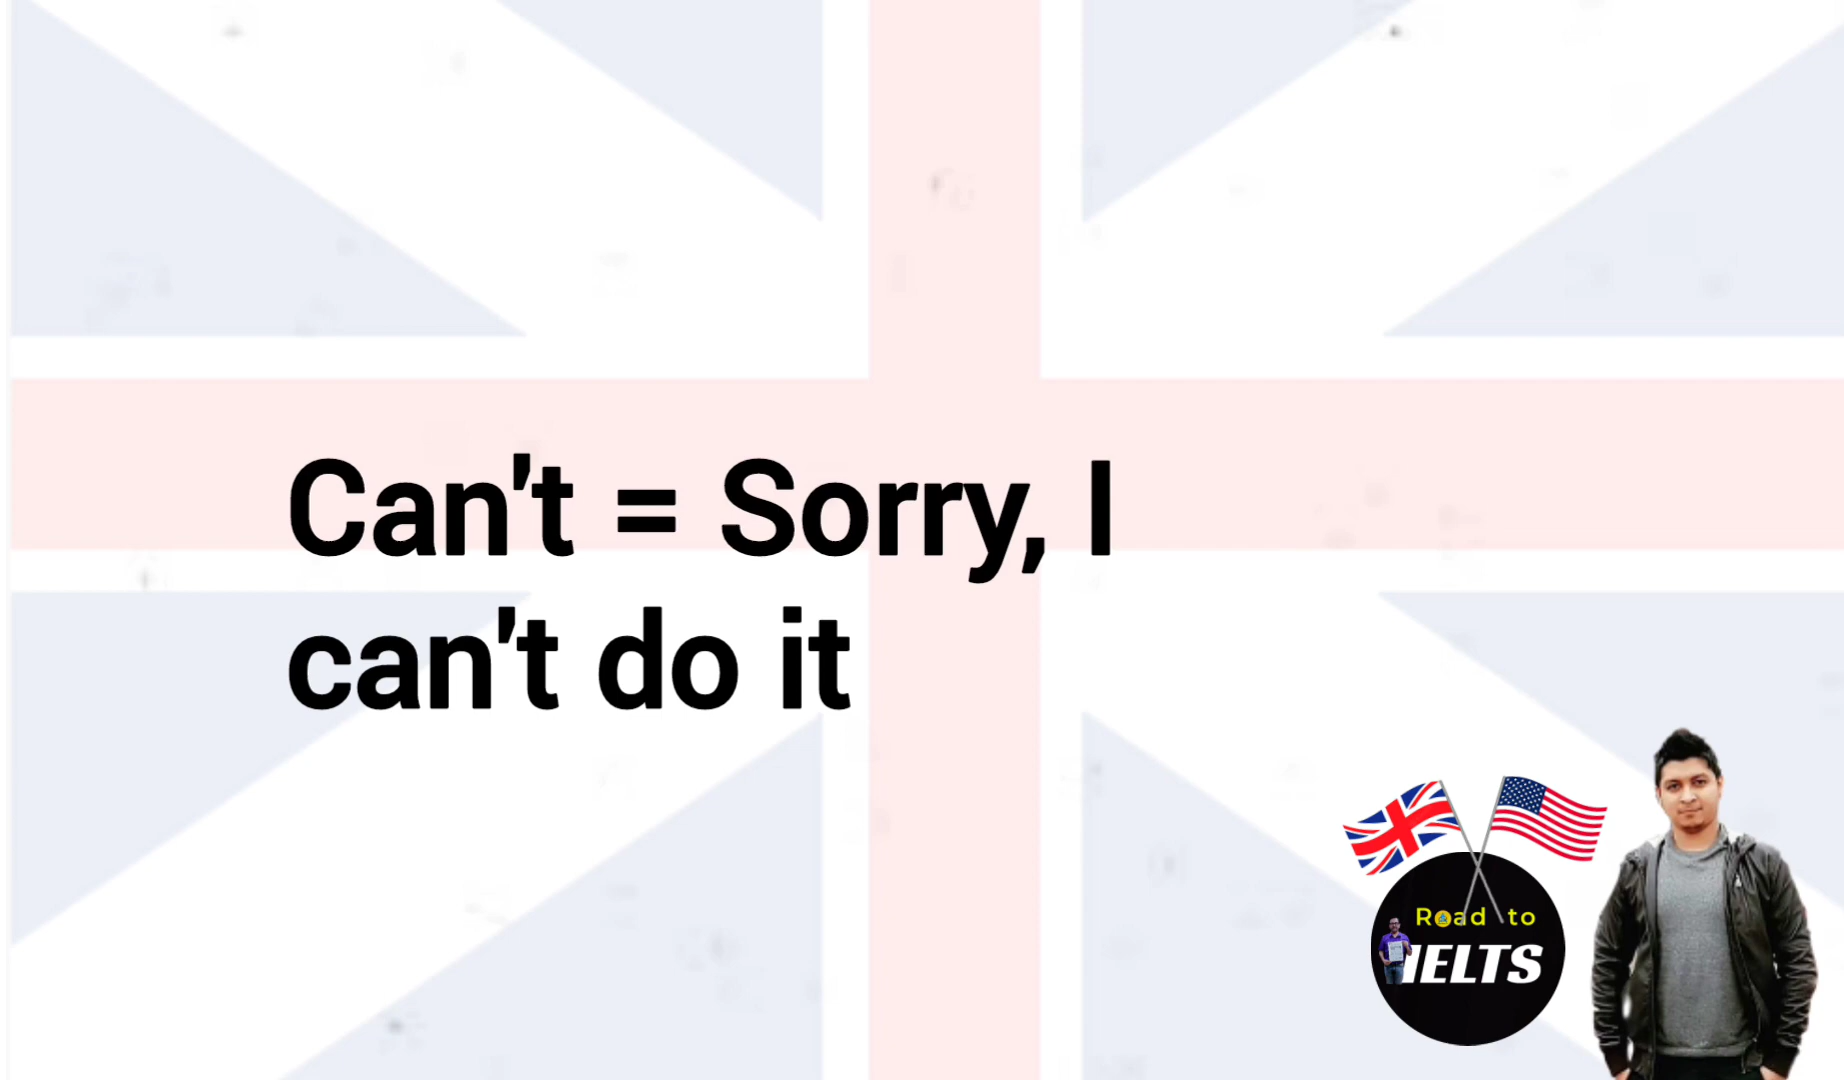 Can't = Sorry, I
can't do it
Road to
IELTS